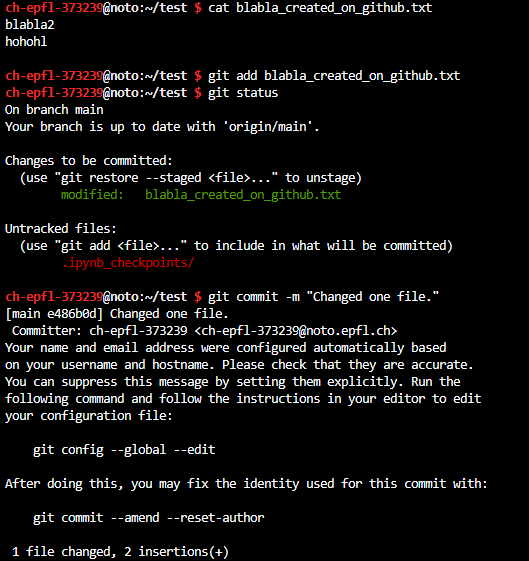 ch-epfl-373239@noto:~/test $ cat blabla_created_on_github.txt
blabla2
hohohl
ch-epfl-373239@noto:~/test $ git add blabla_created_on_github.txt
ch-epfl-373239@noto:~/test $ git status
On branch main
Your branch is up to date with 'origin/main'.
Changes to be committed:
  (use "git restore --staged <file>..." to unstage)
        modified:   blabla_created_on_github.txt
Untracked files:
  (use "git add <file>..." to include in what will be committed)
        .ipynb_checkpoints/
ch-epfl-373239@noto:~/test $ git commit -m "Changed one file."
[main e486b0d] Changed one file.
 Committer: ch-epfl-373239 <ch-epfl-373239@noto.epfl.ch>
Your name and email address were configured automatically based
on your username and hostname. Please check that they are accurate.
You can suppress this message by setting them explicitly. Run the
following command and follow the instructions in your editor to edit
your configuration file:
    git config --global --edit
After doing this, you may fix the identity used for this commit with:
    git commit --amend --reset-author
 1 file changed, 2 insertions(+)